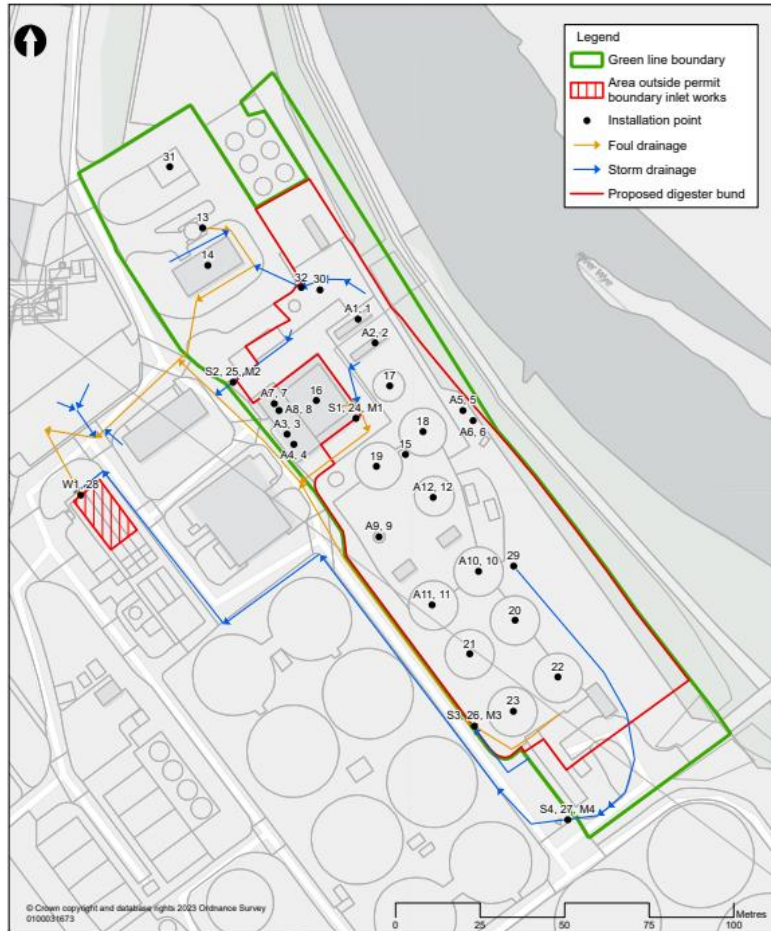 Legend
Green line boundary
Area outside permit
boundary inlet works
Installation point
Foul drainage
Storm drainage
Proposed digester bund
31
13
14
32
30
A1, 1
A2, 2
17
S2, 25, M2
A7, 7
16
A8, 8
S1, 24, M1
A5, 5
A6, 6
A3, 3
A4, 4
18
15
19
W1, 28
A12, 12
A9, 9
A10, 10
29
A11, 11
20
21
22
23
S3, 26, M3
S4, 27, M4
© Crown copyright and database rights 2023 Ordnance Survey
0100031673
Metres
0 25 50 75 100